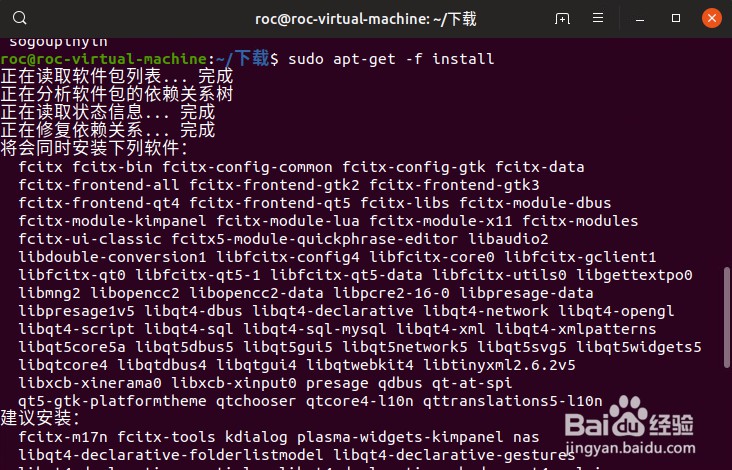 roc@roc-virtual-machine: ~/下载
sogoupinyin
roc@roc-virtual-machine:~/下载$ sudo apt-get -f install
正在读取软件包列表... 完成
正在分析软件包的依赖关系树
正在读取状态信息... 完成
正在修复依赖关系... 完成
将会同时安装下列软件：
fcitx fcitx-bin fcitx-config-common fcitx-config-gtk fcitx-data
fcitx-frontend-all fcitx-frontend-gtk2 fcitx-frontend-gtk3
fcitx-frontend-qt4 fcitx-frontend-qt5 fcitx-libs fcitx-module-dbus
fcitx-module-kimpanel fcitx-module-lua fcitx-module-x11 fcitx-modules
fcitx-ui-classic fcitx5-module-quickphrase-editor libaudio2
libdouble-conversion1 libfcitx-config4 libfcitx-core0 libfcitx-gclient1
libfcitx-qt0 libfcitx-qt5-1 libfcitx-qt5-data libfcitx-utils0 libgettextpo0
libmng2 libopencc2 libopencc2-data libpcre2-16-0 libpresage-data
libpresage1v5 libqt4-dbus libqt4-declarative libqt4-network libqt4-opengl
libqt4-script libqt4-sql libqt4-sql-mysql libqt4-xml libqt4-xmlpatterns
libqt5core5a libqt5dbus5 libqt5gui5 libqt5network5 libqt5svg5 libqt5widgets5
libqtcore4 libqtdbus4 libqtgui4 libqtwebkit4 libtinyxml2.6.2v5
libxcb-xinerama0 libxcb-xinput0 presage qdbus qt-at-spi
qt5-gtk-platformtheme qtchooser qtcore4-l10n qttranslations5-l10n
建议安装：
fcitx-m17n fcitx-tools kdialog plasma-widgets-kimpanel nas
libqt4-declarative-folderlistmodel libqt4-declarative-gestures
Baidu经验
jingyan.baidu.com